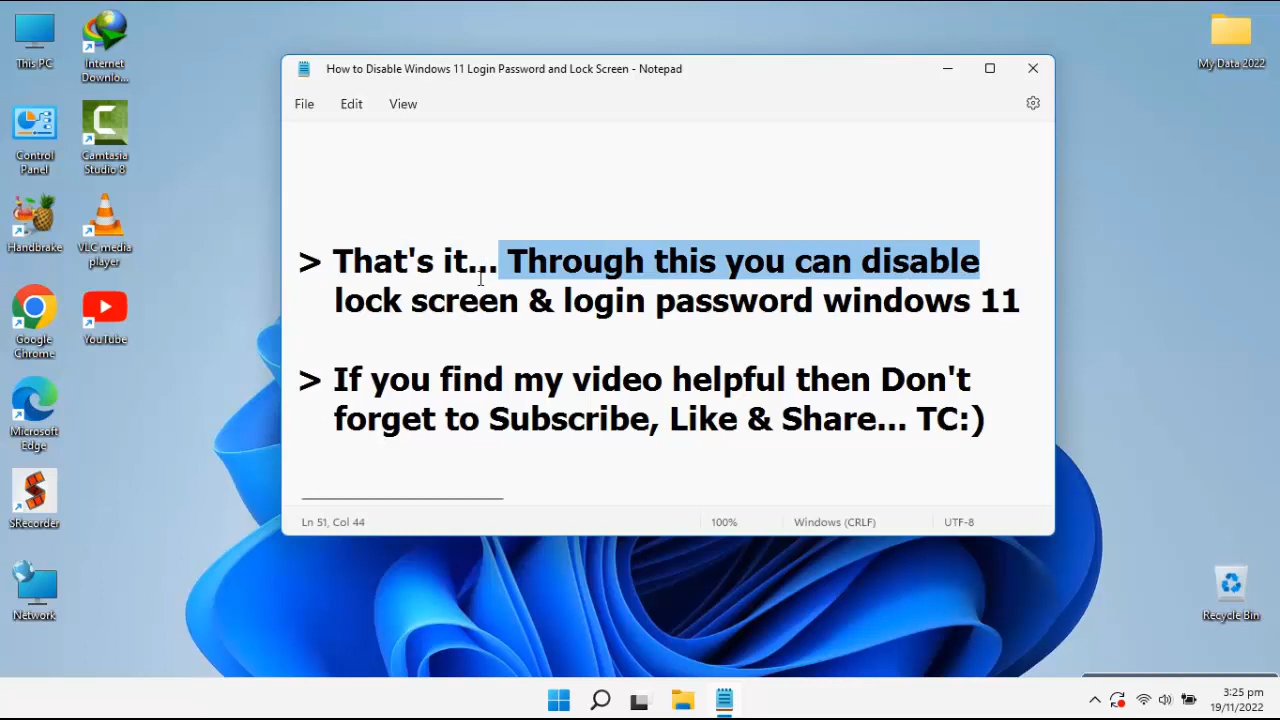 This PC
Internet
Downlo...
My Data 2022
Control
Panel
Camtasia
Studio 8
Handbrake
VLC media
player
Google
Chrome
YouTube
Microsoft
Edge
SRecorder
Network
Recycle Bin
How to Disable Windows 11 Login Password and Lock Screen - Notepad
File Edit View
> That's it... Through this you can disable
lock screen & login password windows 11
> If you find my video helpful then Don't
forget to Subscribe, Like & Share... TC:)
Ln 51, Col 44 100% Windows (CRLF) UTF-8
3:25 pm
19/11/2022